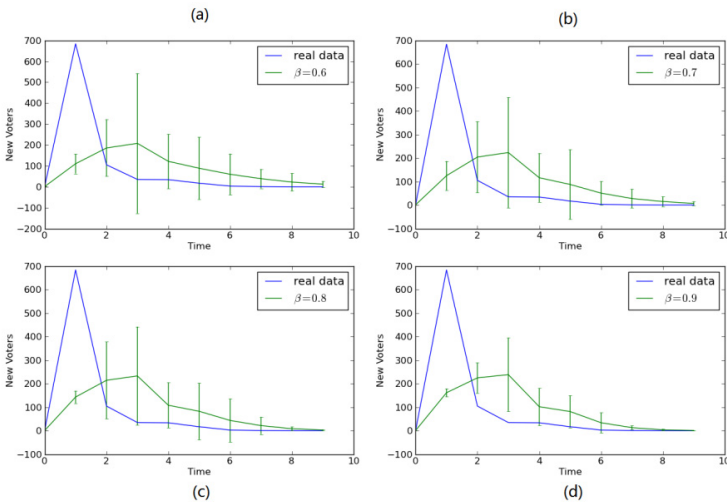 (a)
(b)
700
600
500
400
300
200
100
0
−100
−200
New Voters
real data
β=0.6
0 2 4 6 8 10
Time
700
600
500
400
300
200
100
0
−100
New Voters
real data
β=0.7
0 2 4 6 8 10
Time
700
600
500
400
300
200
100
0
−100
New Voters
real data
β=0.8
0 2 4 6 8 10
Time
700
600
500
400
300
200
100
0
−100
New Voters
real data
β=0.9
0 2 4 6 8 10
Time
(c)
(d)